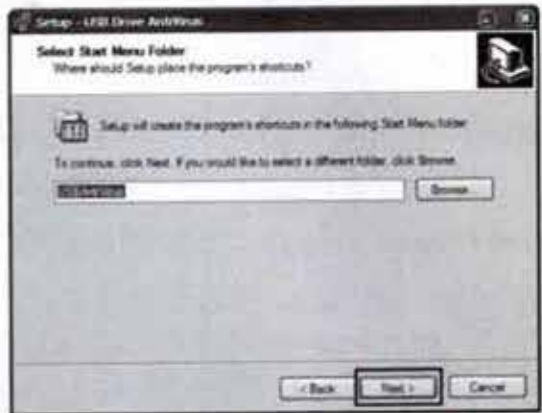 Setup - USB Drive AntiVirus
Select Start Menu Folder
Where should Setup place the program's shortcuts?
Setup will create the program's shortcuts in the following Start Menu folder.
To continue, click Next. If you would like to select a different folder, click Browse.
USBAntiVirus
Browse...
< Back
Next >
Cancel